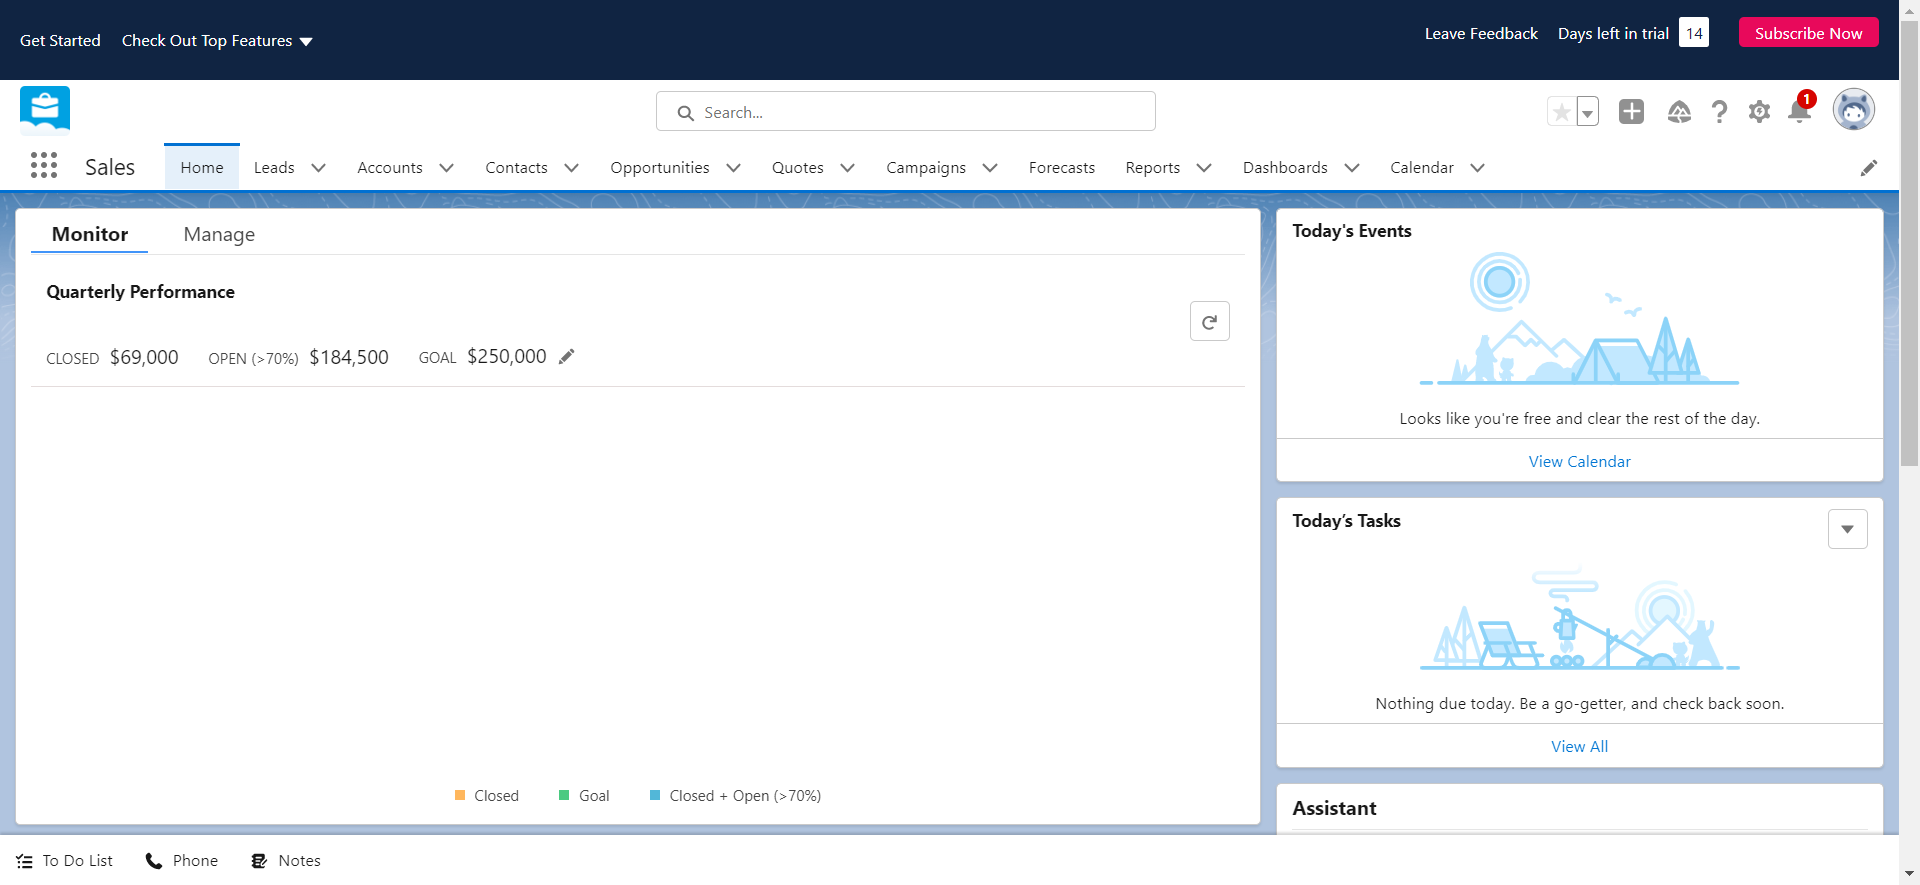 Get Started
Check Out Top Features
Leave Feedback
Days left in trial 14
Subscribe Now
Search...
1
Sales
Home
Leads
Accounts
Contacts
Opportunities
Quotes
Campaigns
Forecasts
Reports
Dashboards
Calendar
Monitor
Manage
Quarterly Performance
CLOSED $69,000
OPEN (>70%) $184,500
GOAL $250,000
Closed
Goal
Closed + Open (>70%)
Today's Events
Looks like you're free and clear the rest of the day.
View Calendar
Today’s Tasks
Nothing due today. Be a go-getter, and check back soon.
View All
Assistant
To Do List
Phone
Notes